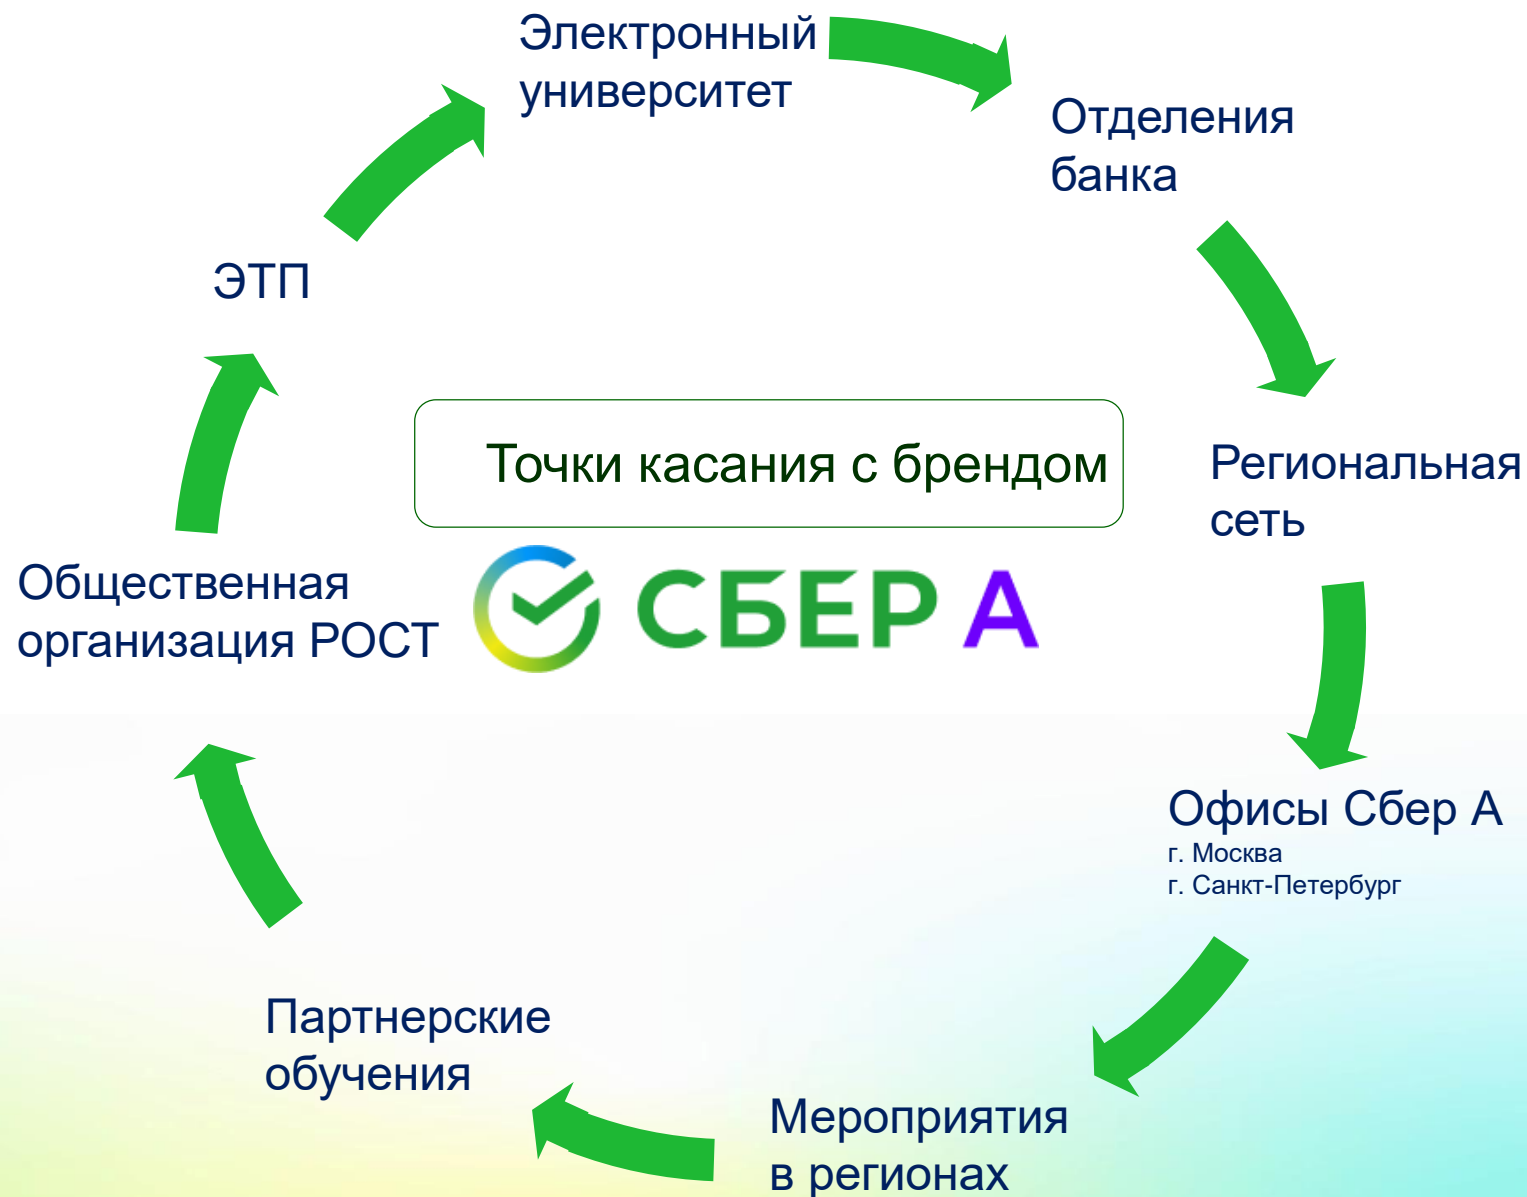 Электронный
университет
Отделения
банка
Региональная
сеть
Офисы Сбер А
г. Москва
г. Санкт-Петербург
Мероприятия
в регионах
Партнерские
обучения
Общественная
организация РОСТ
ЭТП
Точки касания с брендом
СБЕР А